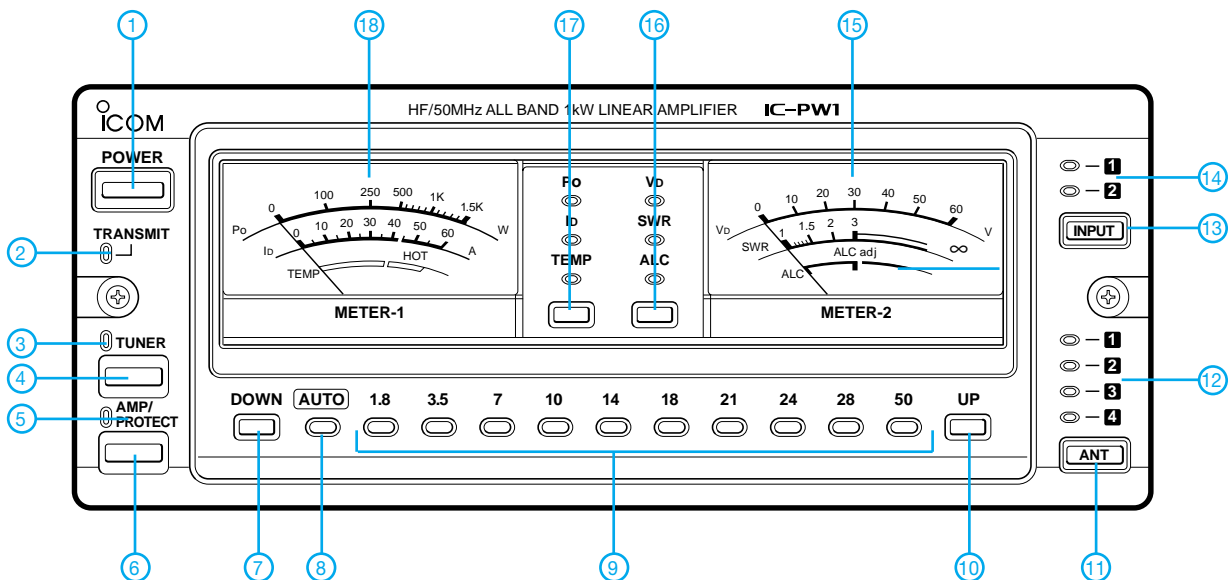 1 18 17 16 15
iCOM
HF/50MHz ALL BAND 1kW LINEAR AMPLIFIER IC-PW1
POWER
TRANSMIT
2
3 TUNER
4
5 AMP/
PROTECT
6
0 100 250 500 1K 1.5K
Po W
0 10 20 30 40 50 60
ID A
TEMP HOT
METER-1
Po VD
ID SWR
TEMP ALC
0 10 20 30 40 50 60
VD V
1 1.5 2 3
SWR ∞
ALC adj
ALC
METER-2
1
2
14
INPUT 13
1
2
3
4
12
ANT
11
DOWN AUTO 1.8 3.5 7 10 14 18 21 24 28 50 UP
7 8 9 10